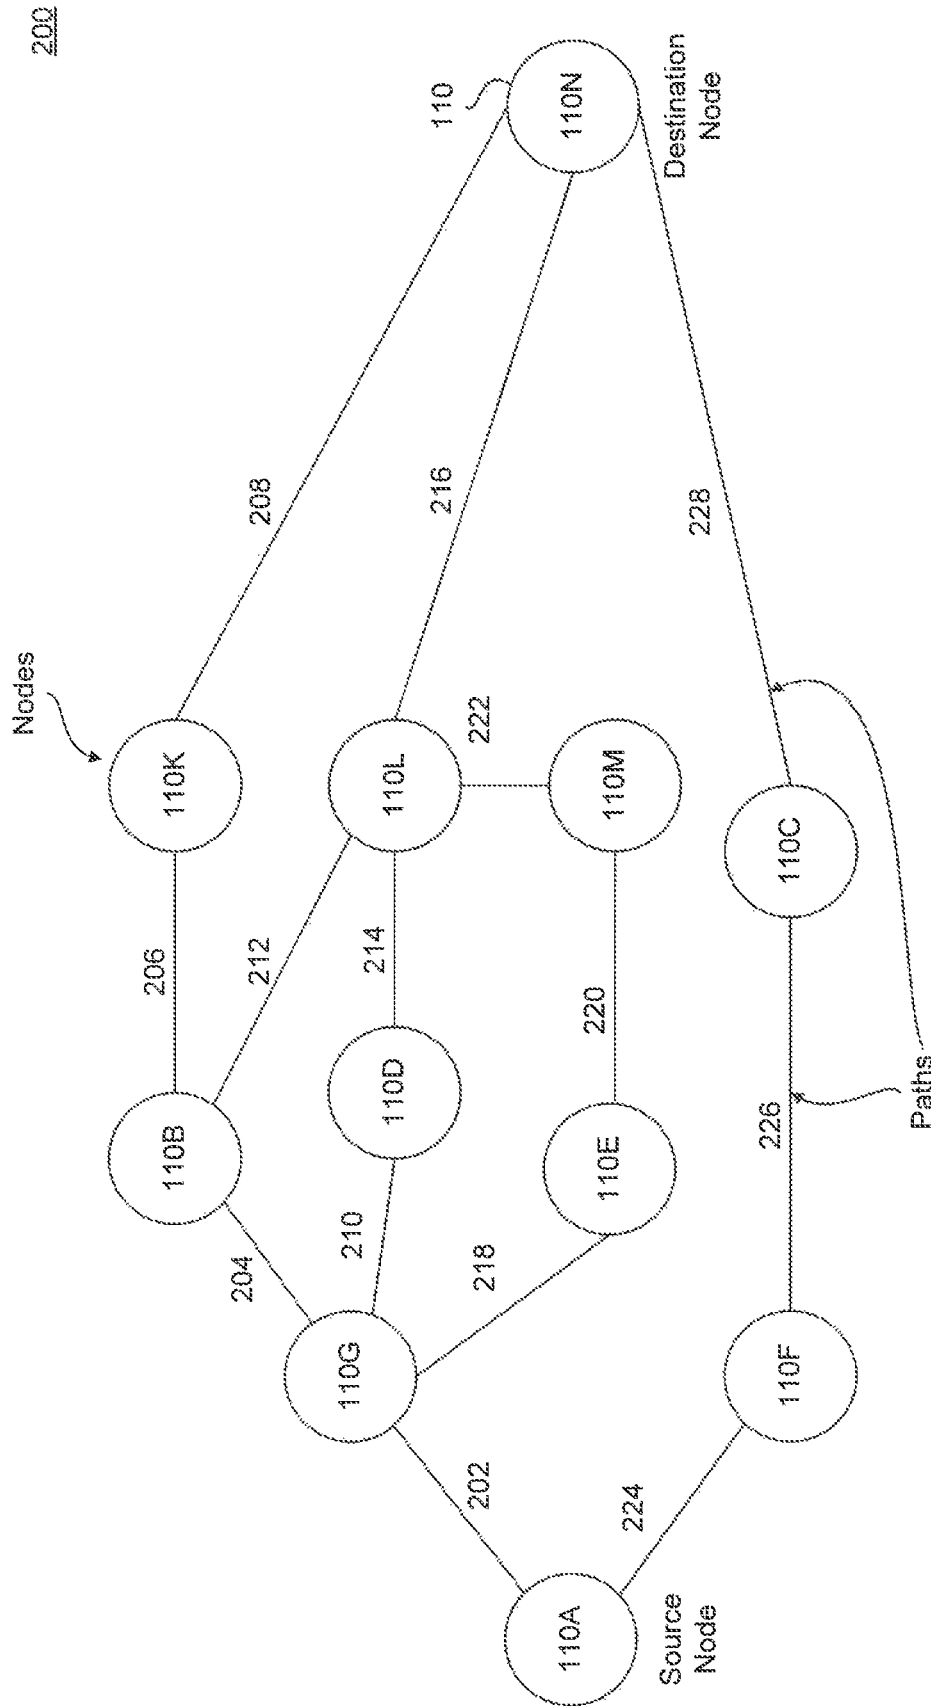 200
Nodes
110K
208
110
206
110B
212
110L
216
110N
204
214
222
Destination
Node
110G
210
110D
110M
202
218
110E
220
110A
224
110C
228
Source
Node
110F
226
Paths